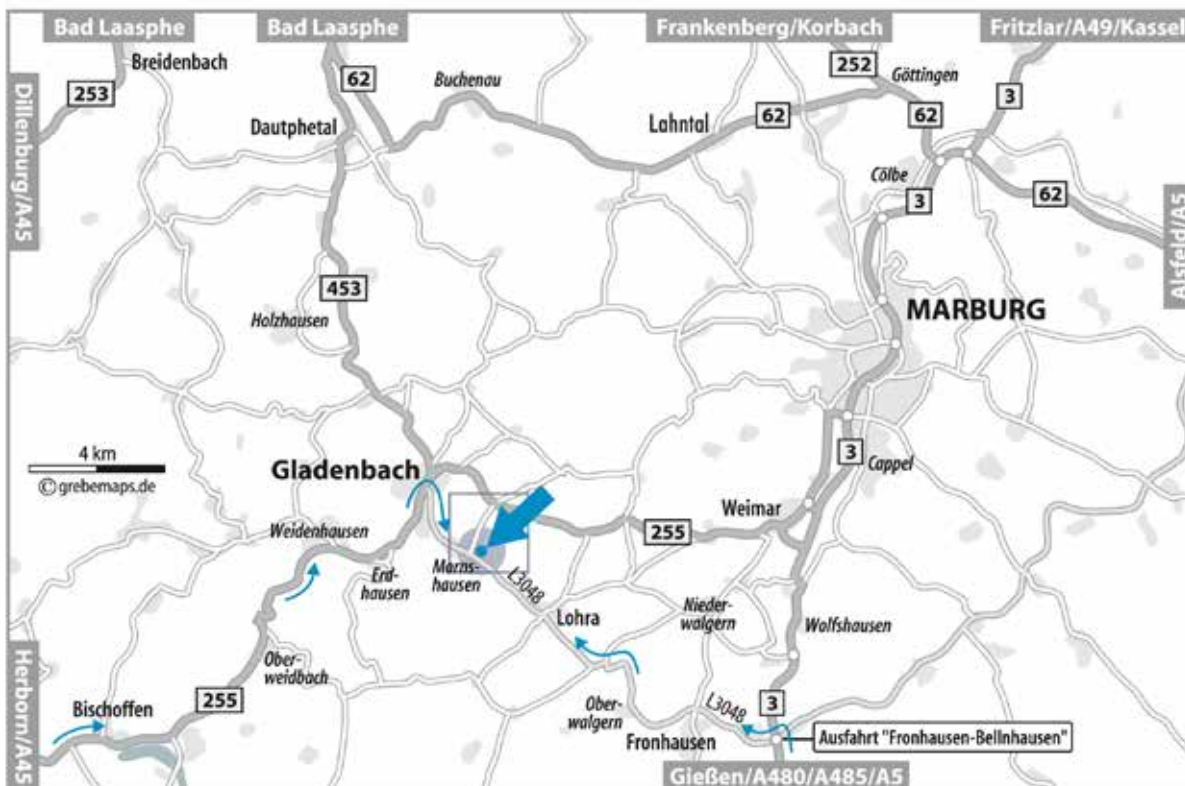 Bad Laasphe
Bad Laasphe
Frankenberg/Korbach
Fritzlar/A49/Kassel
Breidenbach
62
Buchenau
252
Göttingen
253
3
Dillenburg/A45
Dautphetal
Lahntal
62
62
Cölbe
3
62
Alsfeld/A5
453
Holzhausen
MARBURG
4 km
©grebemaps.de
Gladenbach
3
Cappel
Weidenhausen
Weimar
255
Erd-
hausen
Marns-
hausen
L3048
Nieder-
walgern
Lohra
Wolfshausen
Ober-
weidbach
Herborn/A45
255
Bischoffen
Ober-
walgern
L3048
3
Fronhausen
Ausfahrt "Fronhausen-Bellnhausen"
Gießen/A480/A485/A5